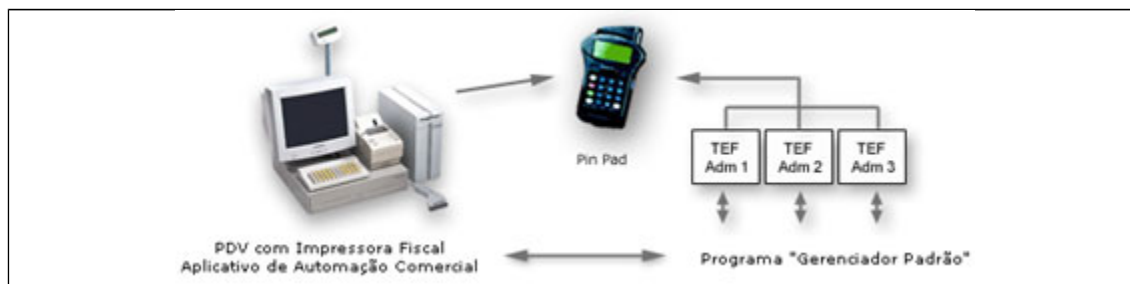 Pin Pad
TEF
Adm 1
TEF
Adm 2
TEF
Adm 3
PDV com Impressora Fiscal
Aplicativo de Automação Comercial
Programa "Gerenciador Padrão"